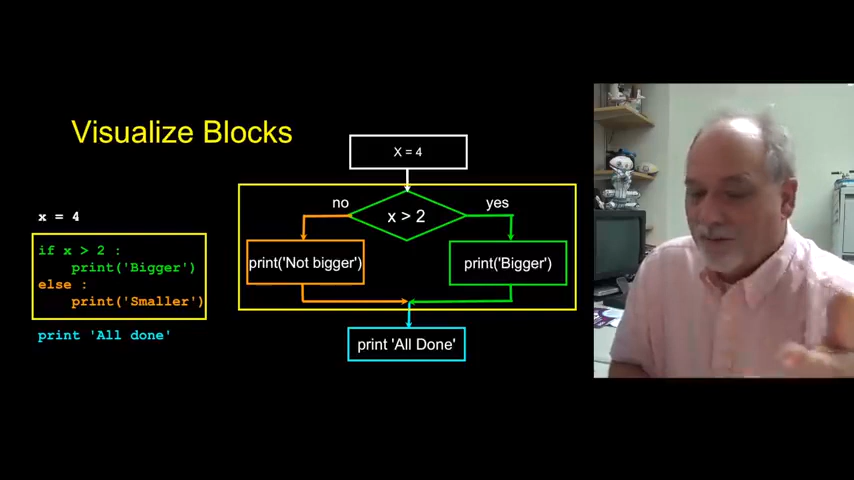 Visualize Blocks
x = 4
if x > 2 :
print('Bigger')
else :
print('Smaller')
print 'All done'
X = 4
no
yes
x > 2
print('Not bigger')
print('Bigger')
print 'All Done'